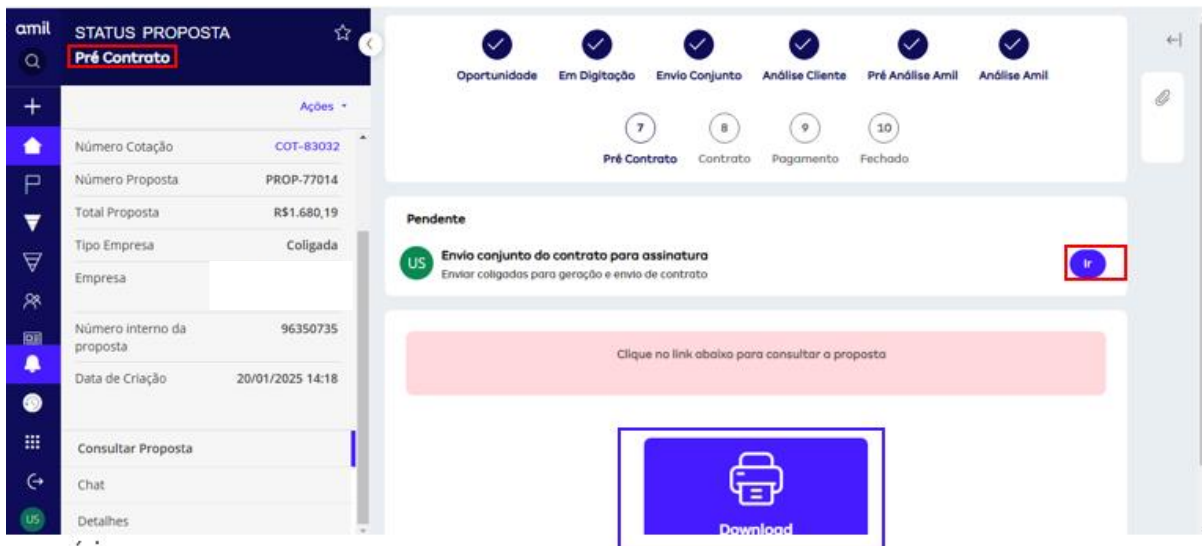 amil
STATUS PROPOSTA
Pré Contrato
Ações
Número Cotação COT-83032
Número Proposta PROP-77014
Total Proposta R$1.680,19
Tipo Empresa Coligada
Empresa
Número interno da 96350735
proposta
Data de Criação 20/01/2025 14:18
Consultar Proposta
Chat
Detalhes
US
Oportunidade Em Digitação Envio Conjunto Análise Cliente Pré Análise Amil Análise Amil
7 8 9 10
Pré Contrato Contrato Pagamento Fechado
Pendente
US
Envio conjunto do contrato para assinatura
Enviar coligadas para geração e envio de contrato
Ir
Clique no link abaixo para consultar a proposta
Download